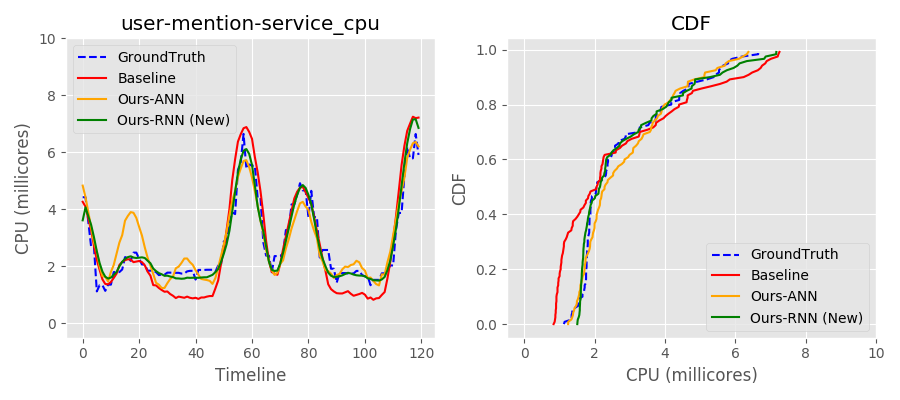 user-mention-service_cpu
CPU (millicores)
10
8
6
4
2
0
GroundTruth
Baseline
Ours-ANN
Ours-RNN (New)
0 20 40 60 80 100 120
Timeline
CDF
CDF
1.0
0.8
0.6
0.4
0.2
0.0
GroundTruth
Baseline
Ours-ANN
Ours-RNN (New)
0 2 4 6 8 10
CPU (millicores)